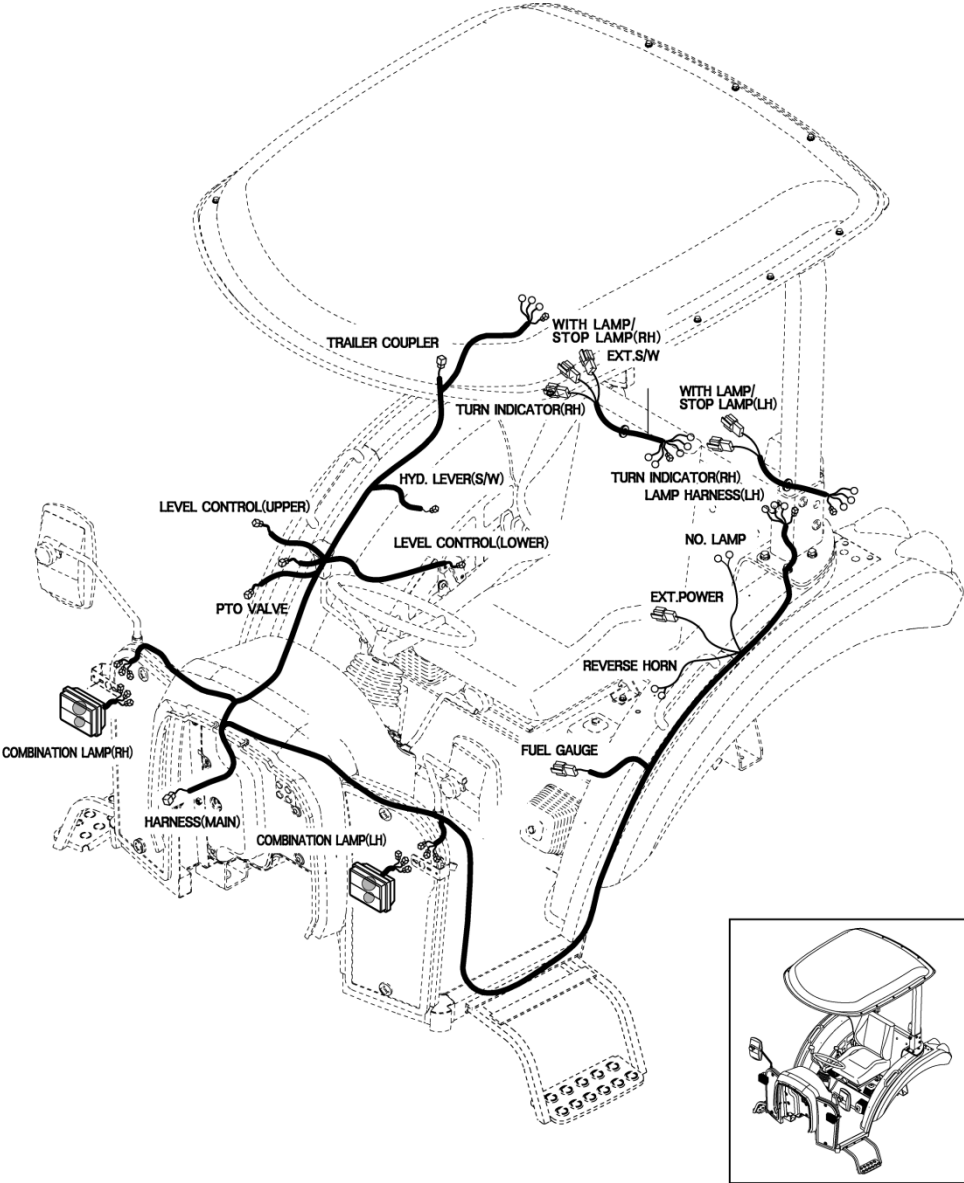 WITH LAMP/
STOP LAMP(RH)
TRAILER COUPLER
EXT.S/W
WITH LAMP/
STOP LAMP(LH)
TURN INDICATOR(RH)
HYD. LEVER(S/W)
TURN INDICATOR(RH)
LAMP HARNESS(LH)
LEVEL CONTROL(UPPER)
LEVEL CONTROL(LOWER)
NO. LAMP
PTO VALVE
EXT.POWER
REVERSE HORN
COMBINATION LAMP(RH)
FUEL GAUGE
HARNESS(MAIN)
COMBINATION LAMP(LH)